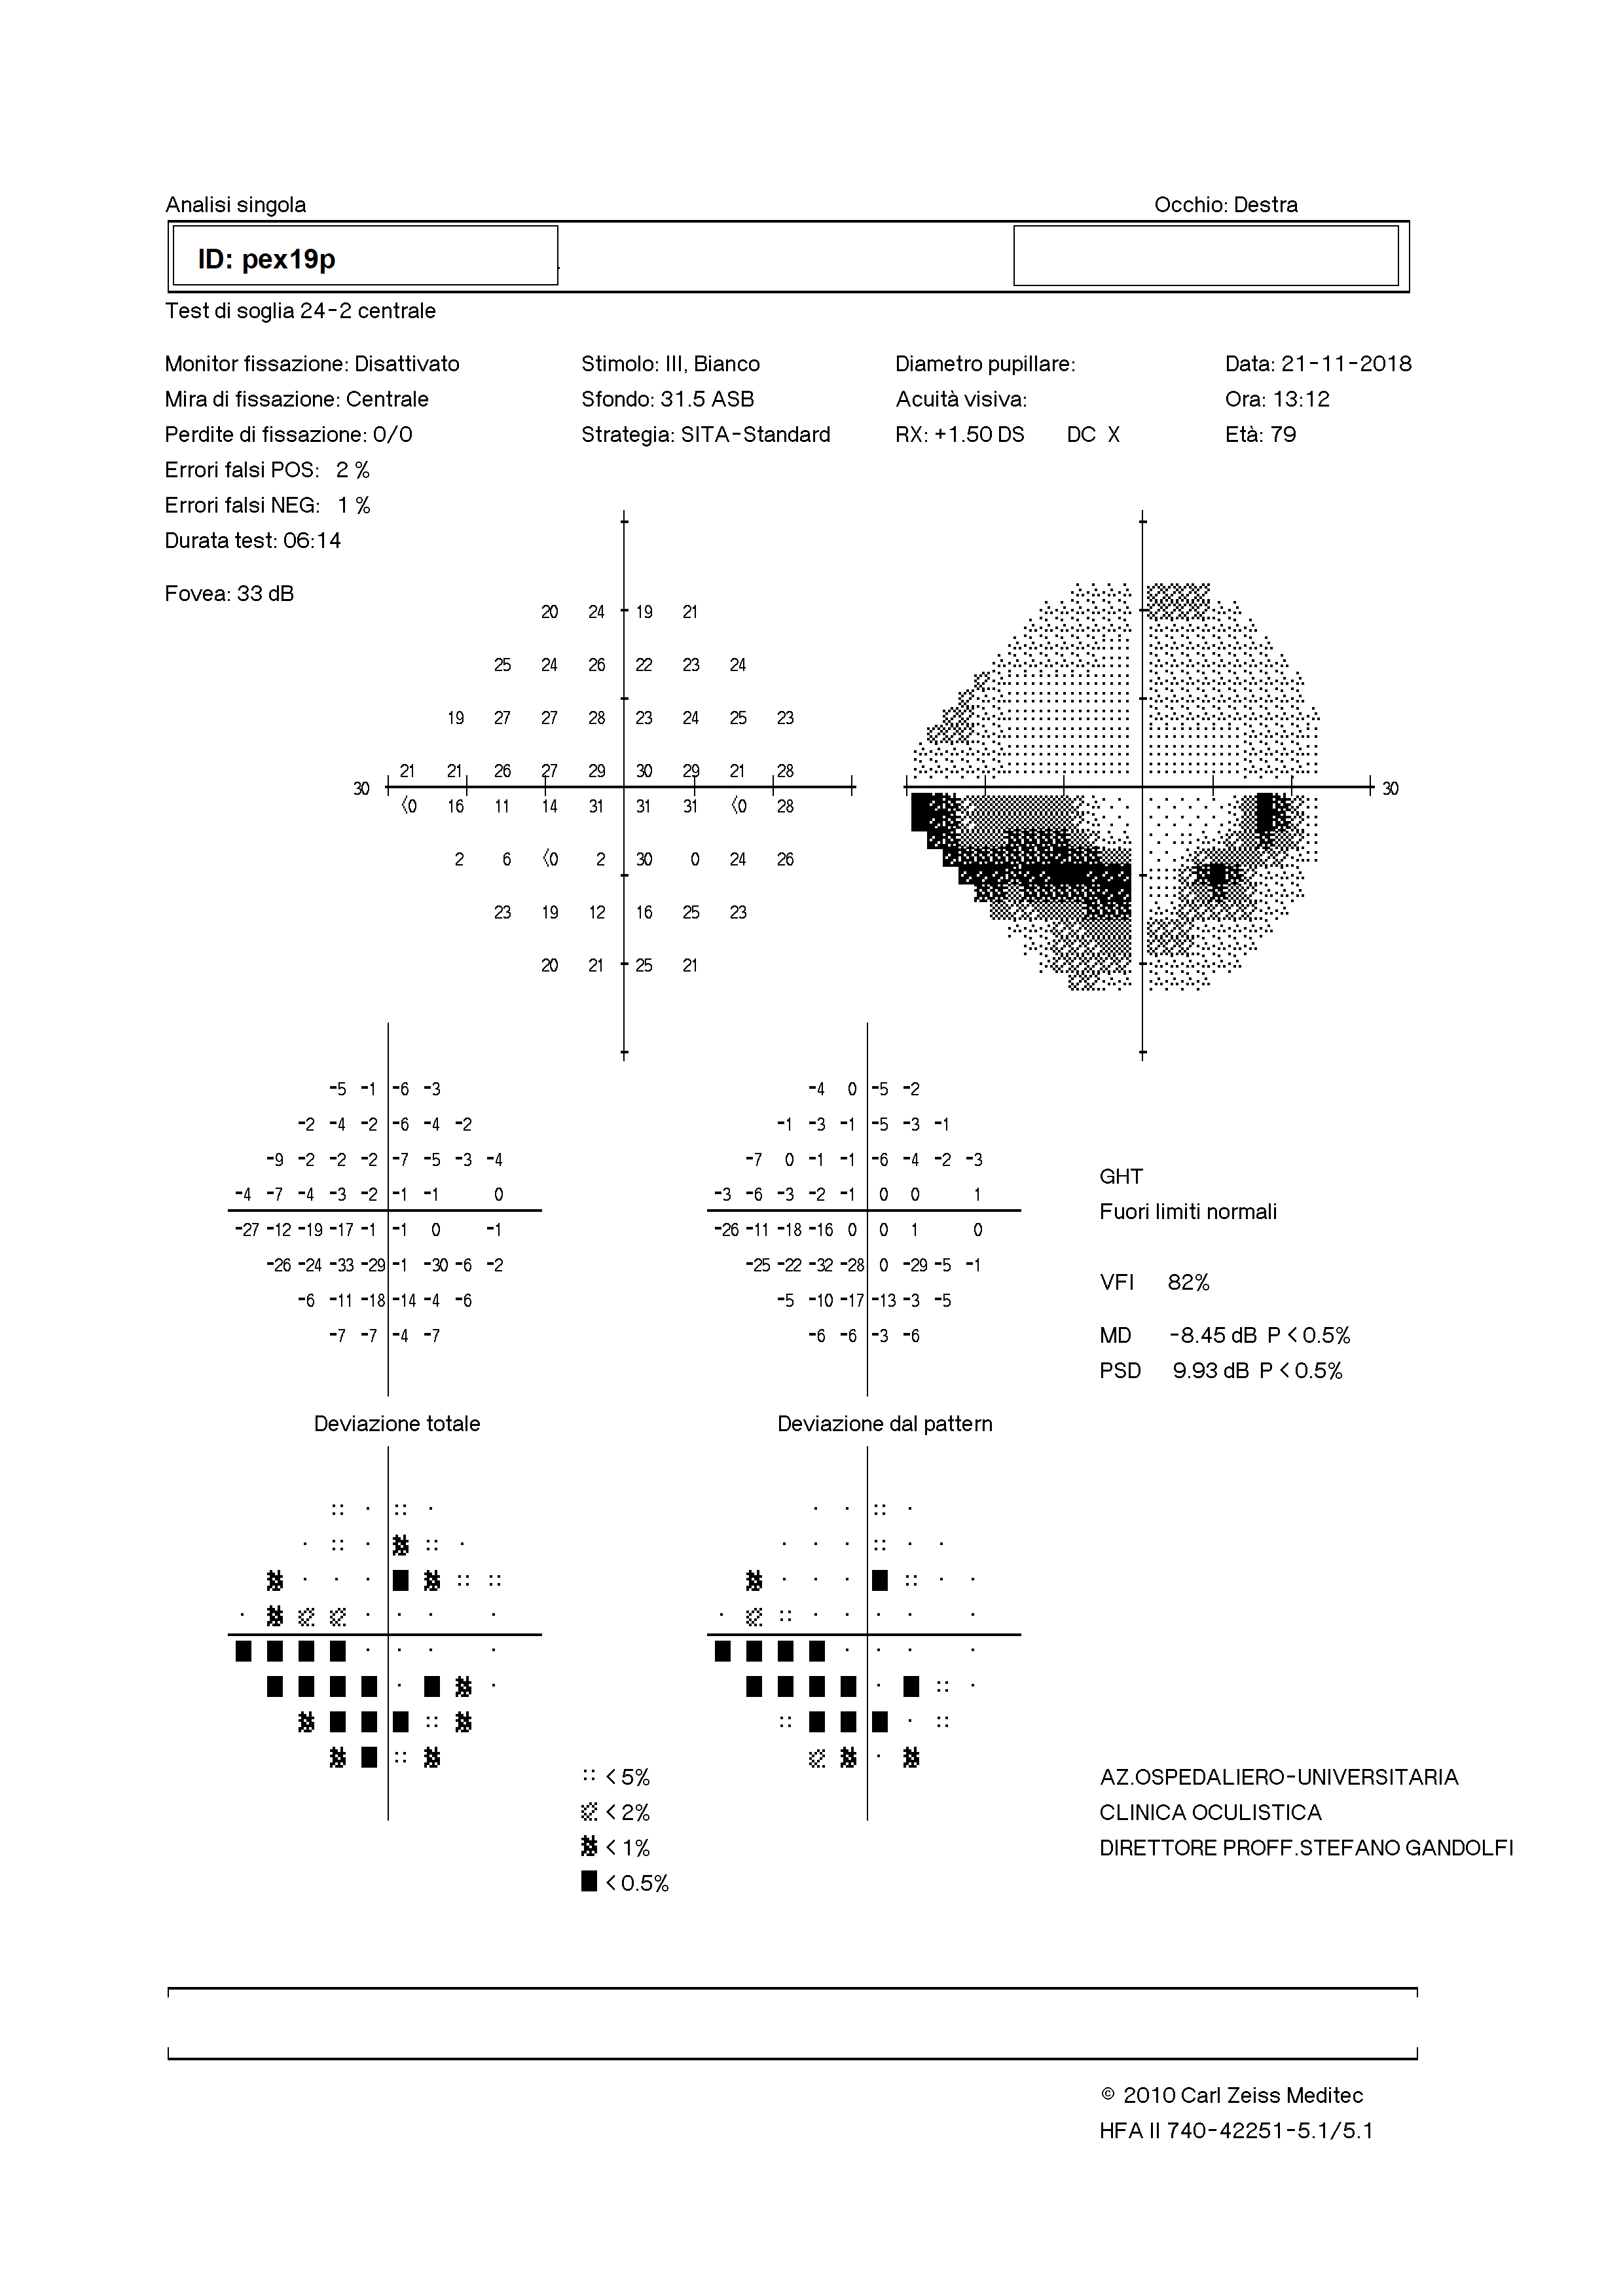 Analisi singola
Occhio: Destra
ID: pex19p
Test di soglia 24-2 centrale
Monitor fissazione: Disattivato
Stimolo: III, Bianco
Diametro pupillare:
Data: 21-11-2018
Mira di fissazione: Centrale
Sfondo: 31.5 ASB
Acuità visiva:
Ora: 13:12
Perdite di fissazione: 0/0
Strategia: SITA-Standard
RX: +1.50 DS DC X
Età: 79
Errori falsi POS: 2 %
Errori falsi NEG: 1 %
Durata test: 06:14
Fovea: 33 dB
20 24 19 21
25 24 26 22 23 24
19 27 27 28 23 24 25 23
21 21 26 27 29 30 29 21 28
30
30
<0 16 11 14 31 31 31 <0 28
2 6 <0 2 30 0 24 26
23 19 12 16 25 23
20 21 25 21
-5 -1 -6 -3
-2 -4 -2 -6 -4 -2
-9 -2 -2 -2 -7 -5 -3 -4
-4 -7 -4 -3 -2 -1 -1 0
-27 -12 -19 -17 -1 -1 0 -1
-26 -24 -33 -29 -1 -30 -6 -2
-6 -11 -18 -14 -4 -6
-7 -7 -4 -7
Deviazione totale
-4 0 -5 -2
-1 -3 -1 -5 -3 -1
-7 0 -1 -1 -6 -4 -2 -3
-3 -6 -3 -2 -1 0 0 1
-26 -11 -18 -16 0 0 1 0
-25 -22 -32 -28 0 -29 -5 -1
-5 -10 -17 -13 -3 -5
-6 -6 -3 -6
Deviazione dal pattern
GHT
Fuori limiti normali
VFI 82%
MD -8.45 dB P < 0.5%
PSD 9.93 dB P < 0.5%
< 5%
< 2%
< 1%
< 0.5%
AZ.OSPEDALIERO-UNIVERSITARIA
CLINICA OCULISTICA
DIRETTORE PROFF.STEFANO GANDOLFI
© 2010 Carl Zeiss Meditec
HFA II 740-42251-5.1/5.1